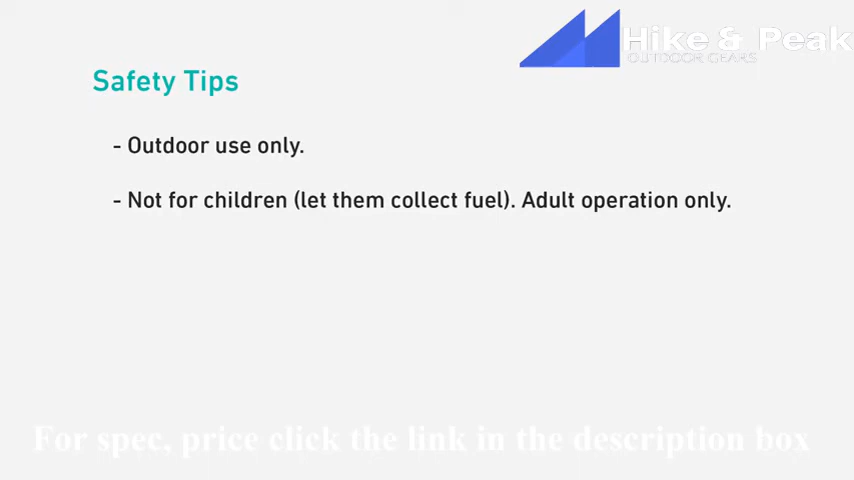 Hike & Peak
OUTDOOR GEARS
Safety Tips
- Outdoor use only.
- Not for children (let them collect fuel). Adult operation only.
For spec, price click the link in the description box